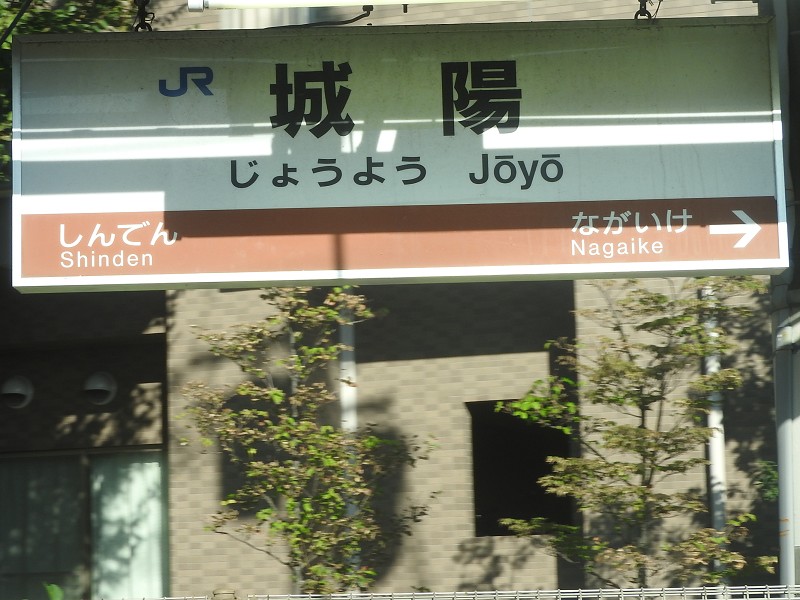 JR 城陽
じょうよう Jōyō
しんでん ながいけ →
Shinden Nagaike